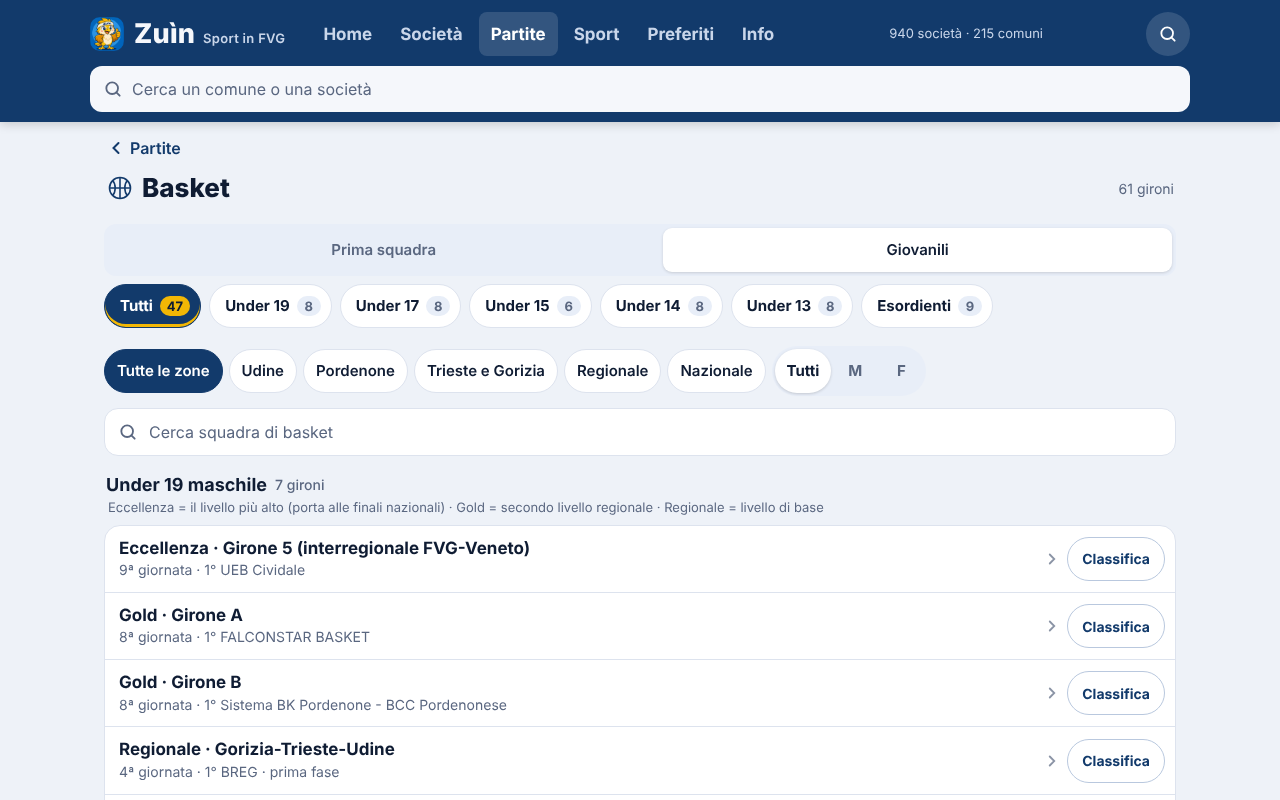 Zuìn Sport in FVG Home Società Partite Sport Preferiti Info 940 società · 215 comuni
Cerca un comune o una società
Partite
Basket 61 gironi
Prima squadra Giovanili
Tutti 47 Under 19 8 Under 17 8 Under 15 6 Under 14 8 Under 13 8 Esordienti 9
Tutte le zone Udine Pordenone Trieste e Gorizia Regionale Nazionale Tutti M F
Cerca squadra di basket
Under 19 maschile 7 gironi
Eccellenza = il livello più alto (porta alle finali nazionali) · Gold = secondo livello regionale · Regionale = livello di base
Eccellenza · Girone 5 (interregionale FVG-Veneto)
9ª giornata · 1° UEB Cividale
Classifica
Gold · Girone A
8ª giornata · 1° FALCONSTAR BASKET
Classifica
Gold · Girone B
8ª giornata · 1° Sistema BK Pordenone - BCC Pordenonese
Classifica
Regionale · Gorizia-Trieste-Udine
4ª giornata · 1° BREG · prima fase
Classifica